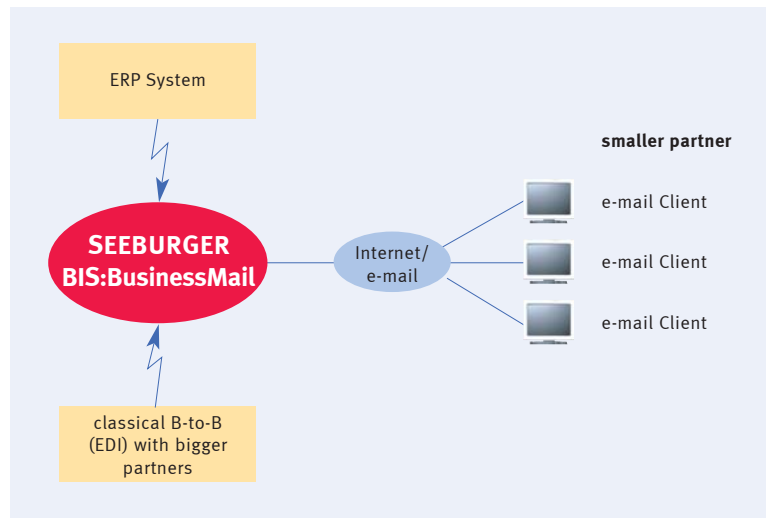 ERP System
smaller partner
e-mail Client
SEEBURGER
BIS:BusinessMail
Internet/
e-mail
e-mail Client
e-mail Client
classical B-to-B
(EDI) with bigger
partners